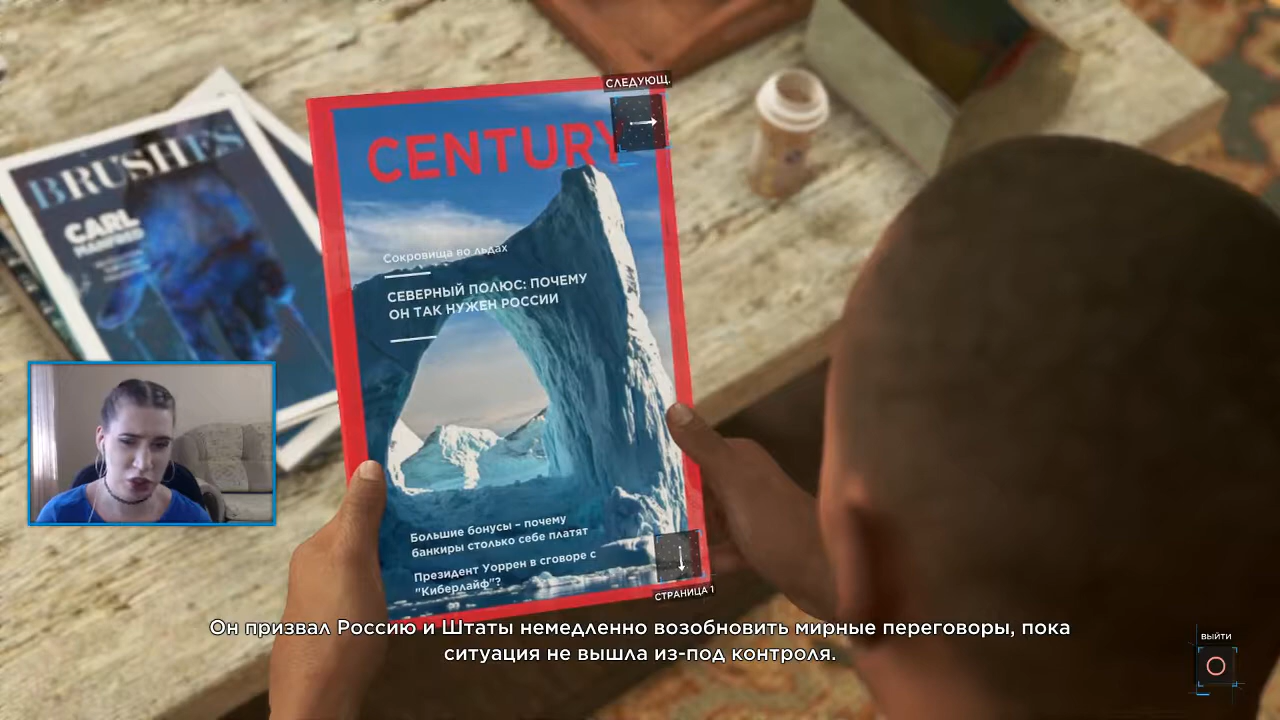 СЛЕДУЮЩ.
CENTURY
BRUSHES
CARL
MANFRED
Сокровища во льдах
СЕВЕРНЫЙ ПОЛЮС: ПОЧЕМУ
ОН ТАК НУЖЕН РОССИИ
Большие бонусы – почему
банкиры столько себе платят
Президент Уоррен в сговоре с
"Киберлайф"?
СТРАНИЦА 1
Он призвал Россию и Штаты немедленно возобновить мирные переговоры, пока
ситуация не вышла из-под контроля.
ВЫЙТИ